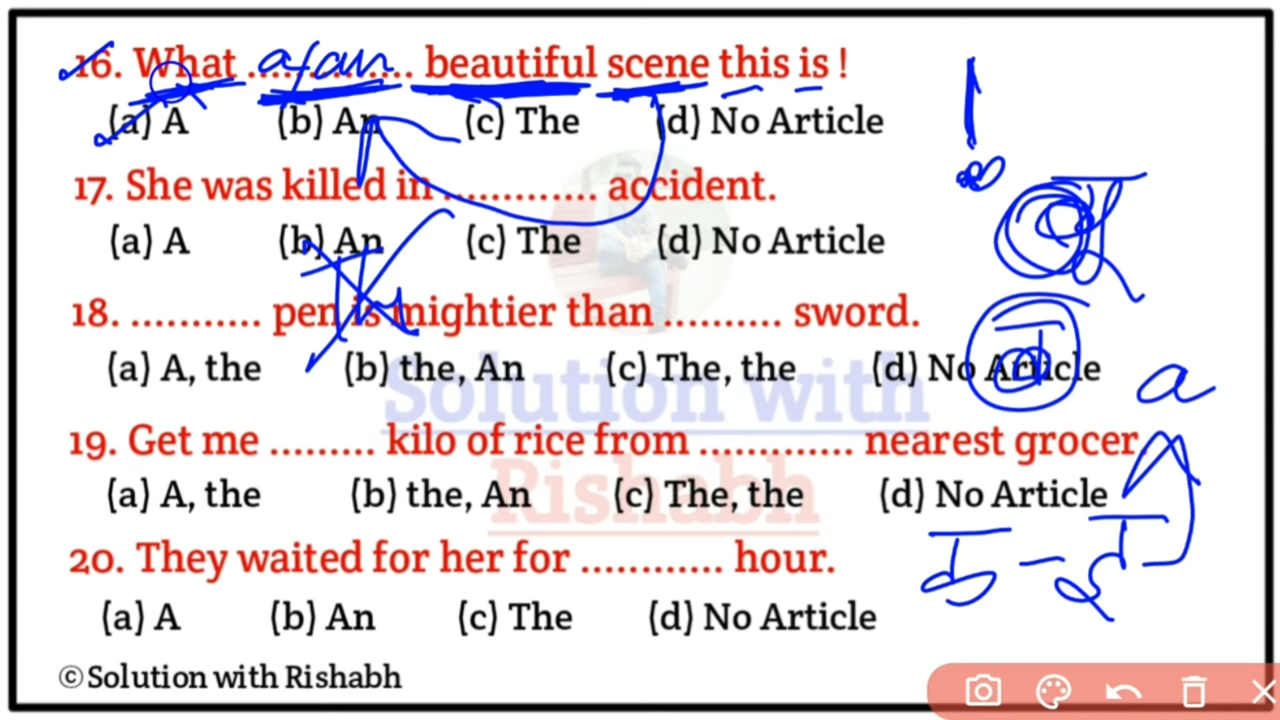 16. What ............... beautiful scene this is !
a/an
(a) A (b) An (c) The (d) No Article
17. She was killed in ............. accident.
(a) A (b) An (c) The (d) No Article
18. ........... pen is mightier than .......... sword.
(a) A, the (b) the, An (c) The, the (d) No Article
a
19. Get me ......... kilo of rice from ............. nearest grocer
(a) A, the (b) the, An (c) The, the (d) No Article
20. They waited for her for ............ hour.
(a) A (b) An (c) The (d) No Article
Solution with
Rishabh
©Solution with Rishabh